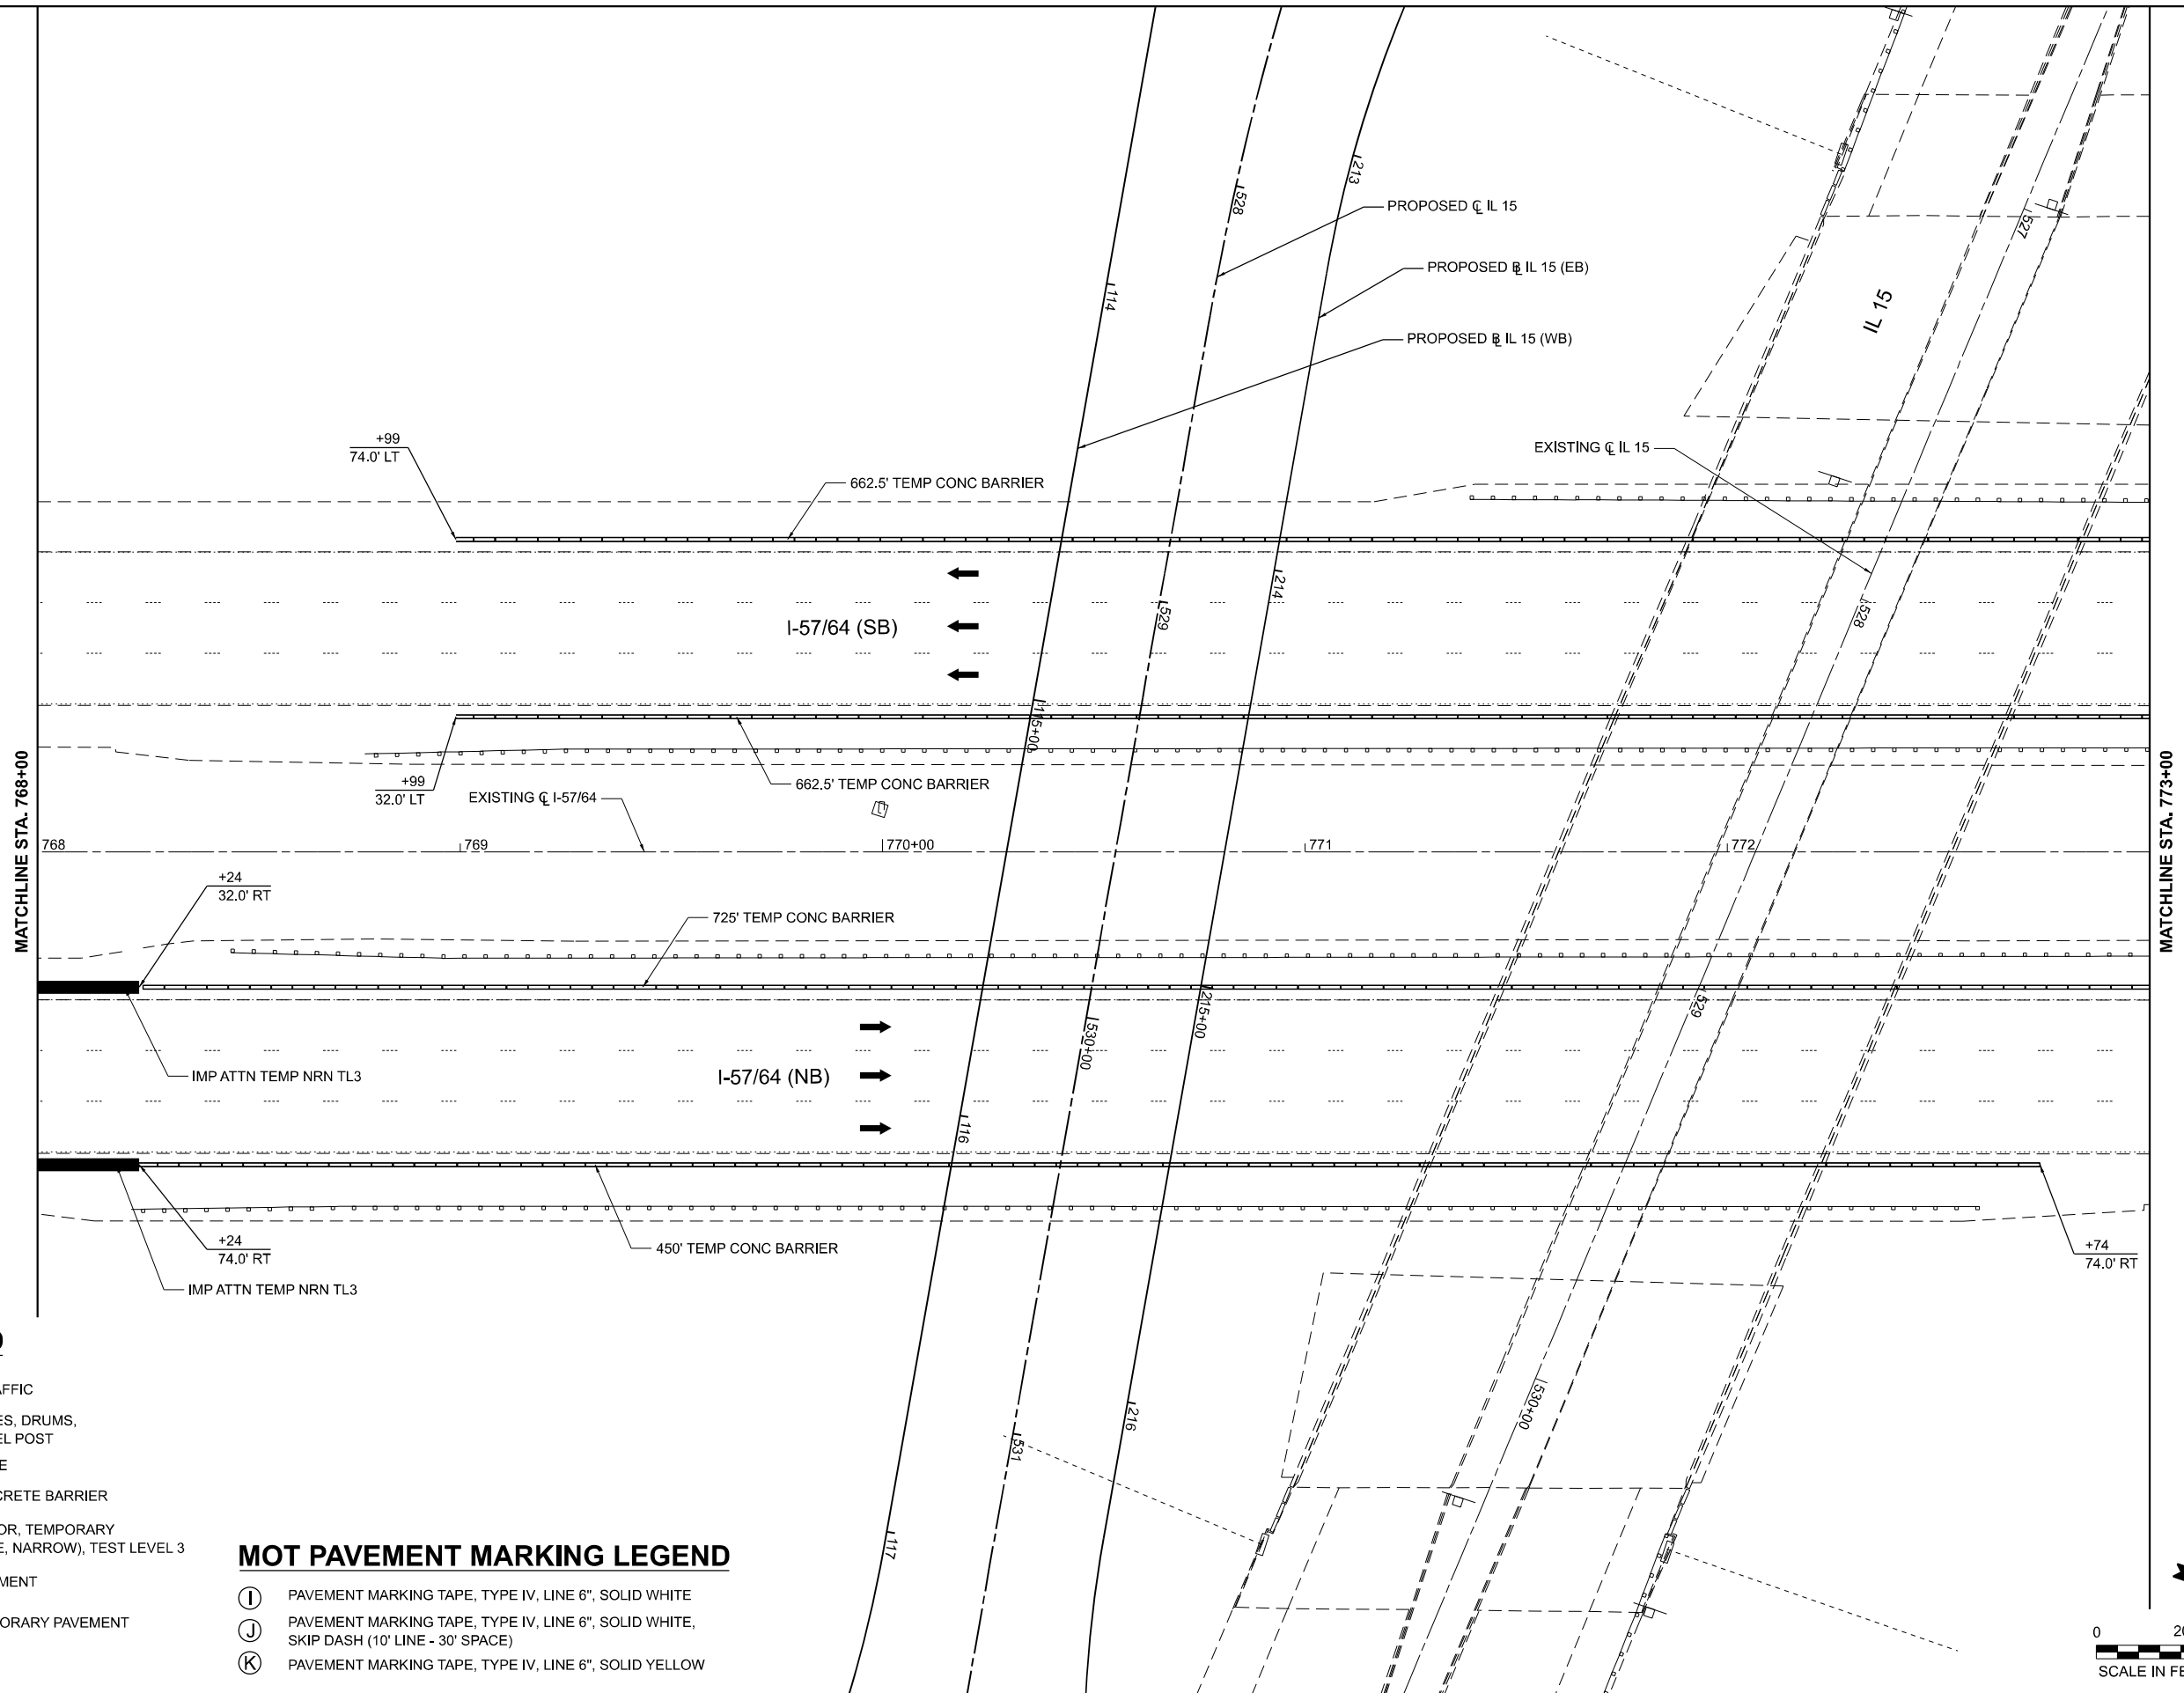 PROPOSED ℄ IL 15
PROPOSED B IL 15 (EB)
PROPOSED B IL 15 (WB)
EXISTING ℄ IL 15
IL 15
213
528
114
527
+99
74.0' LT
662.5' TEMP CONC BARRIER
I-57/64 (SB)
529
214
528
115+00
+99
32.0' LT
662.5' TEMP CONC BARRIER
EXISTING ℄ I-57/64
MATCHLINE STA. 768+00
MATCHLINE STA. 773+00
768
769
770+00
771
772
+24
32.0' RT
725' TEMP CONC BARRIER
IMP ATTN TEMP NRN TL3
I-57/64 (NB)
530+00
215+00
529
116
+24
74.0' RT
450' TEMP CONC BARRIER
+74
74.0' RT
IMP ATTN TEMP NRN TL3
531
216
530+00
117
AFFIC
ES, DRUMS,
EL POST
E
CRETE BARRIER
OR, TEMPORARY
E, NARROW), TEST LEVEL 3
MENT
ORARY PAVEMENT
MOT PAVEMENT MARKING LEGEND
I PAVEMENT MARKING TAPE, TYPE IV, LINE 6", SOLID WHITE
J PAVEMENT MARKING TAPE, TYPE IV, LINE 6", SOLID WHITE,
SKIP DASH (10' LINE - 30' SPACE)
K PAVEMENT MARKING TAPE, TYPE IV, LINE 6", SOLID YELLOW
0 20
SCALE IN FE